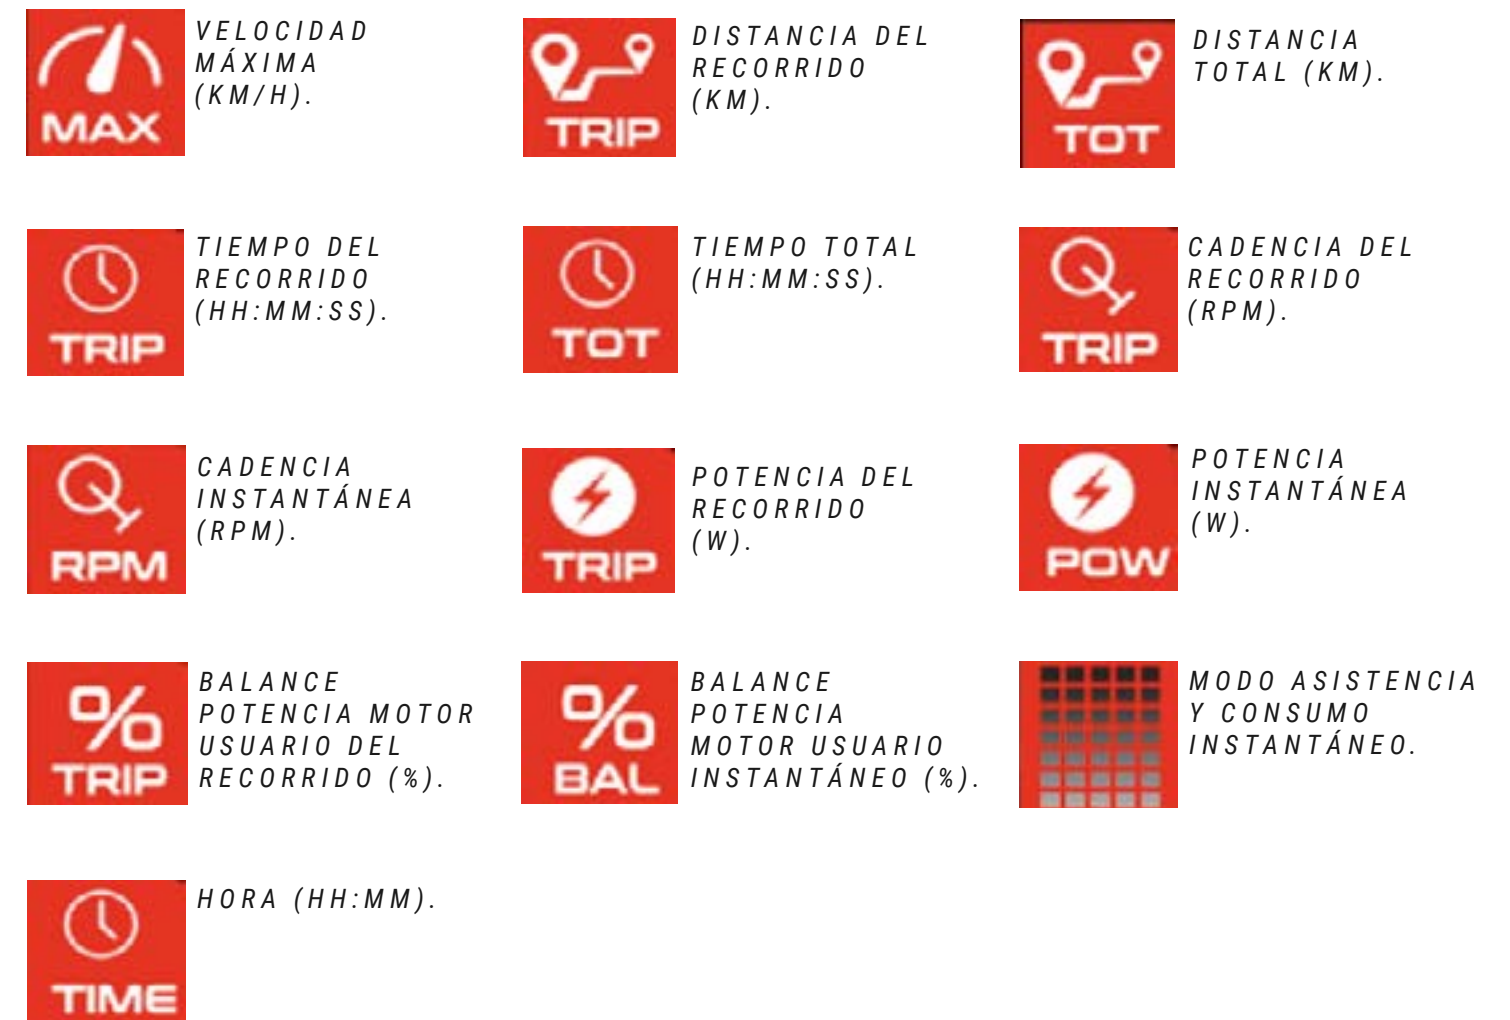 MAX
VELOCIDAD
MÁXIMA
(KM/H).
TRIP
DISTANCIA DEL
RECORRIDO
(KM).
TOT
DISTANCIA
TOTAL (KM).
TRIP
TIEMPO DEL
RECORRIDO
(HH:MM:SS).
TOT
TIEMPO TOTAL
(HH:MM:SS).
TRIP
CADENCIA DEL
RECORRIDO
(RPM).
RPM
CADENCIA
INSTANTÁNEA
(RPM).
TRIP
POTENCIA DEL
RECORRIDO
(W).
POW
POTENCIA
INSTANTÁNEA
(W).
%
TRIP
BALANCE
POTENCIA MOTOR
USUARIO DEL
RECORRIDO (%).
%
BAL
BALANCE
POTENCIA
MOTOR USUARIO
INSTANTÁNEO (%).
MODO ASISTENCIA
Y CONSUMO
INSTANTÁNEO.
TIME
HORA (HH:MM).